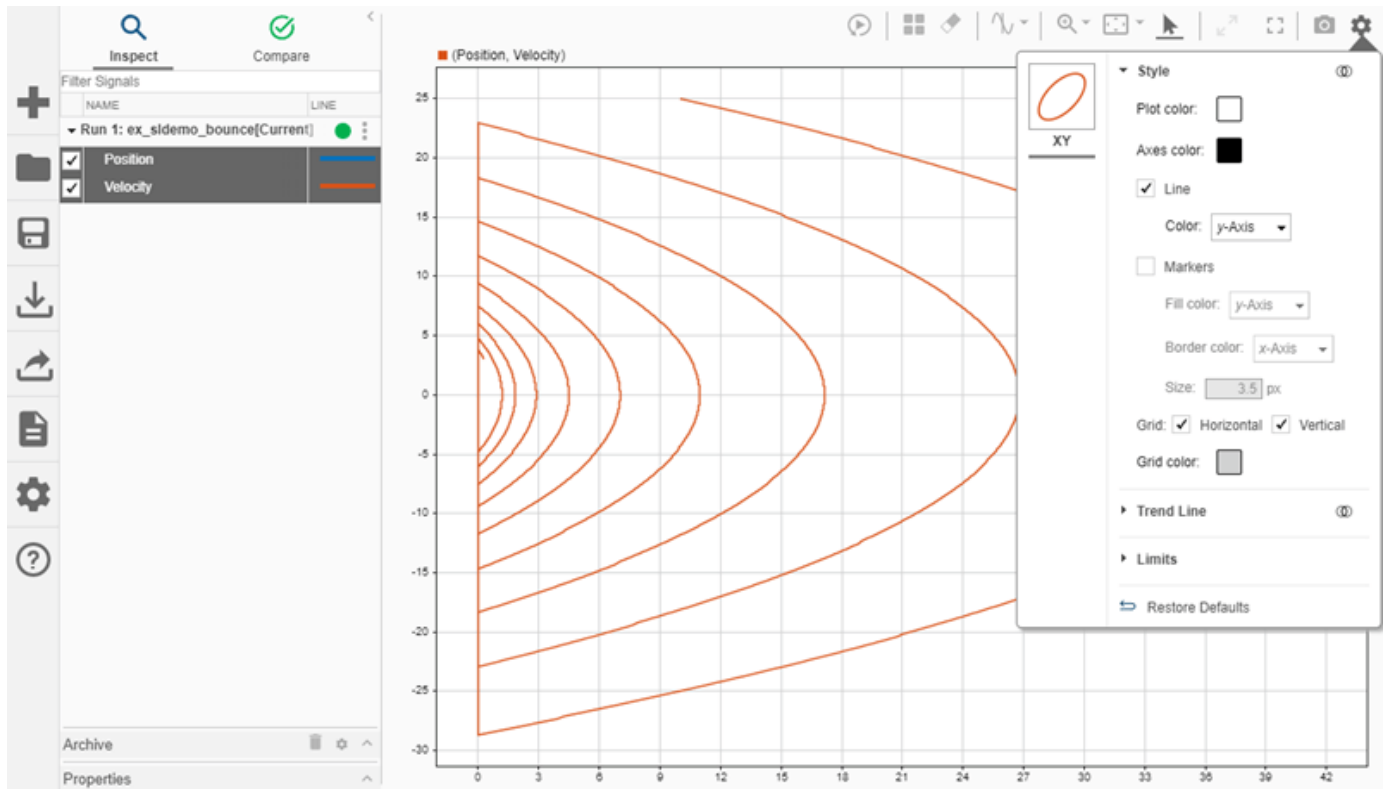 Inspect
Compare
Filter Signals
NAME LINE
Run 1: ex_sldemo_bounce[Current]
Position
Velocity
Archive
Properties
(Position, Velocity)
25
20
15
10
5
0
-5
-10
-15
-20
-25
-30
0 3 6 9 12 15 18 21 24 27 30 33 36 39 42
XY
Style
Plot color:
Axes color:
Line
Color: y-Axis
Markers
Fill color: y-Axis
Border color: x-Axis
Size: 3.5 px
Grid: Horizontal Vertical
Grid color:
Trend Line
Limits
Restore Defaults